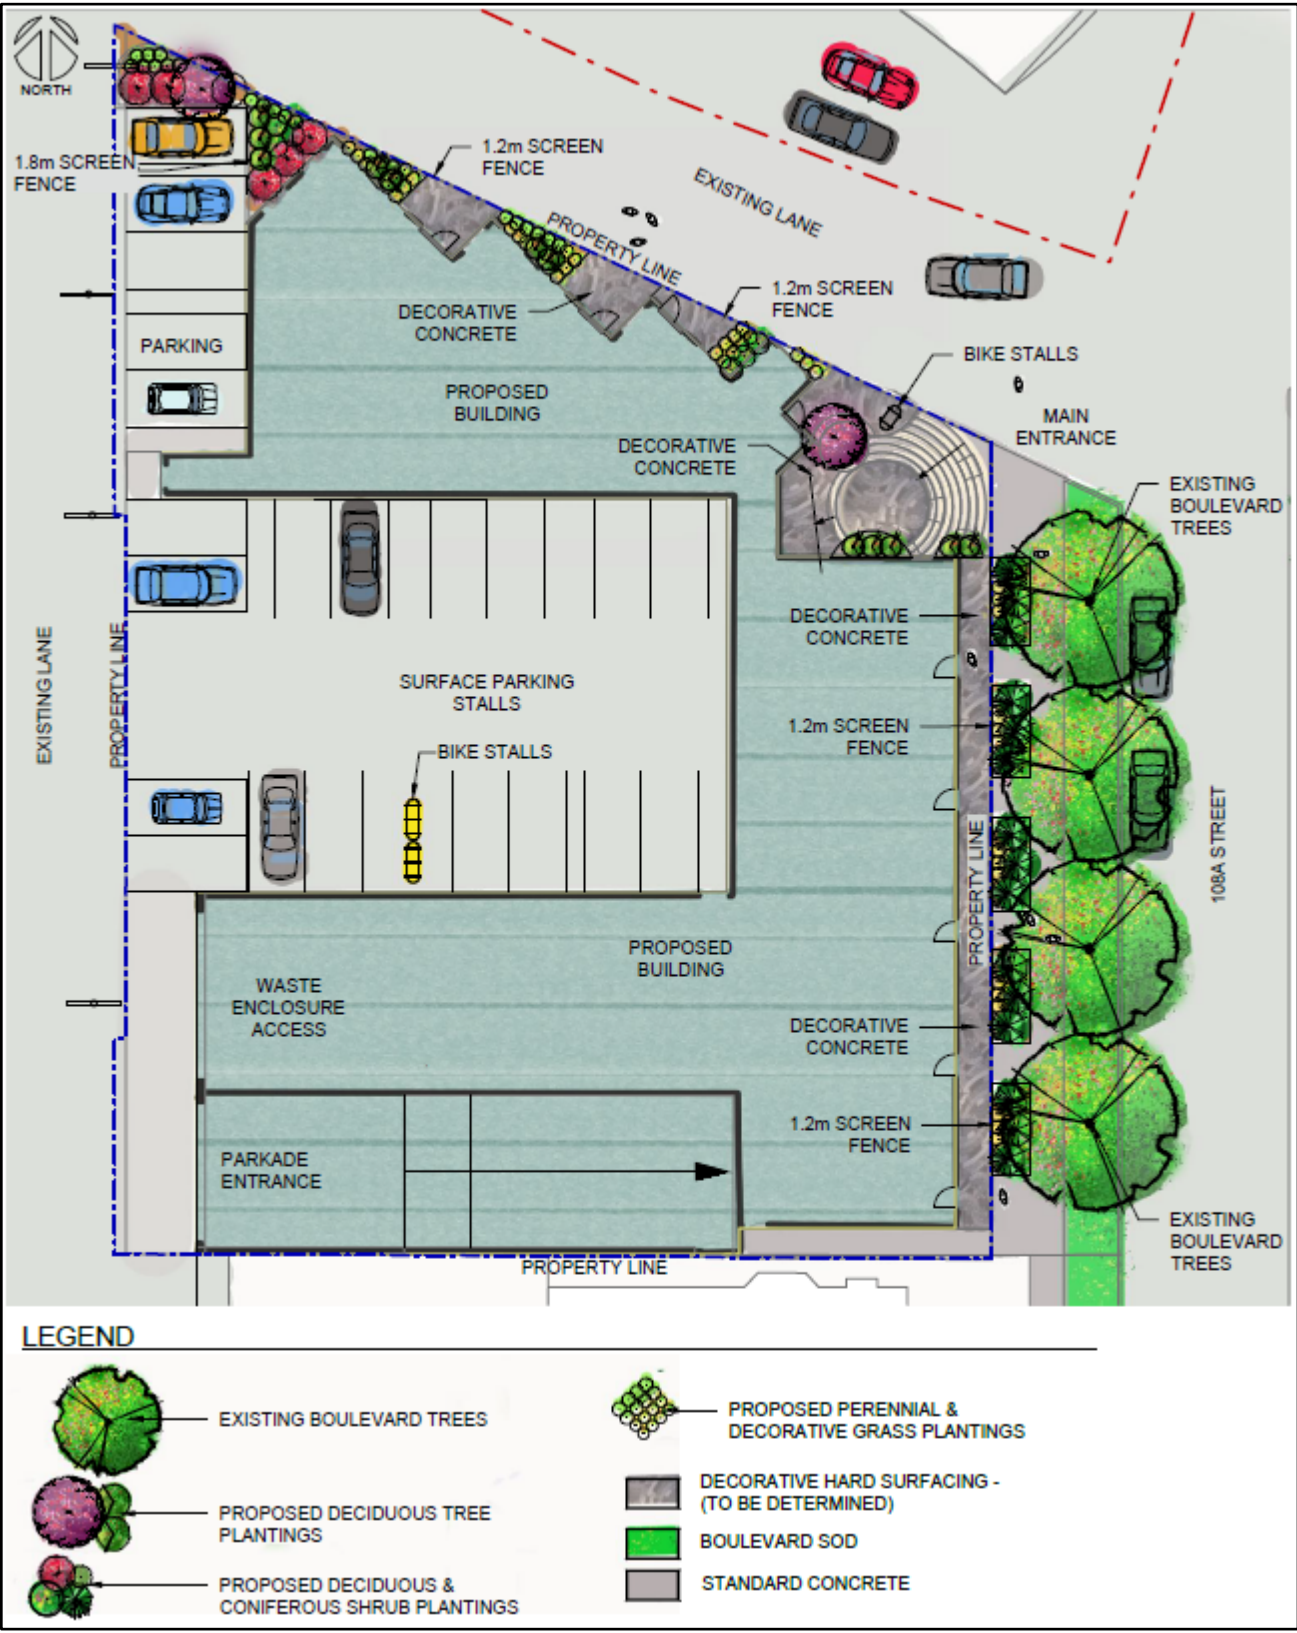 NORTH
1.8m SCREEN
FENCE
1.2m SCREEN
FENCE
EXISTING LANE
PROPERTY LINE
1.2m SCREEN
FENCE
DECORATIVE
CONCRETE
PARKING
BIKE STALLS
PROPOSED
BUILDING
MAIN
ENTRANCE
DECORATIVE
CONCRETE
EXISTING
BOULEVARD
TREES
DECORATIVE
CONCRETE
EXISTING LANE
PROPERTY LINE
SURFACE PARKING
STALLS
1.2m SCREEN
FENCE
BIKE STALLS
108A STREET
PROPERTY LINE
PROPOSED
BUILDING
WASTE
ENCLOSURE
ACCESS
DECORATIVE
CONCRETE
1.2m SCREEN
FENCE
PARKADE
ENTRANCE
EXISTING
BOULEVARD
TREES
PROPERTY LINE
LEGEND
EXISTING BOULEVARD TREES
PROPOSED DECIDUOUS TREE
PLANTINGS
PROPOSED DECIDUOUS &
CONIFEROUS SHRUB PLANTINGS
PROPOSED PERENNIAL &
DECORATIVE GRASS PLANTINGS
DECORATIVE HARD SURFACING -
(TO BE DETERMINED)
BOULEVARD SOD
STANDARD CONCRETE